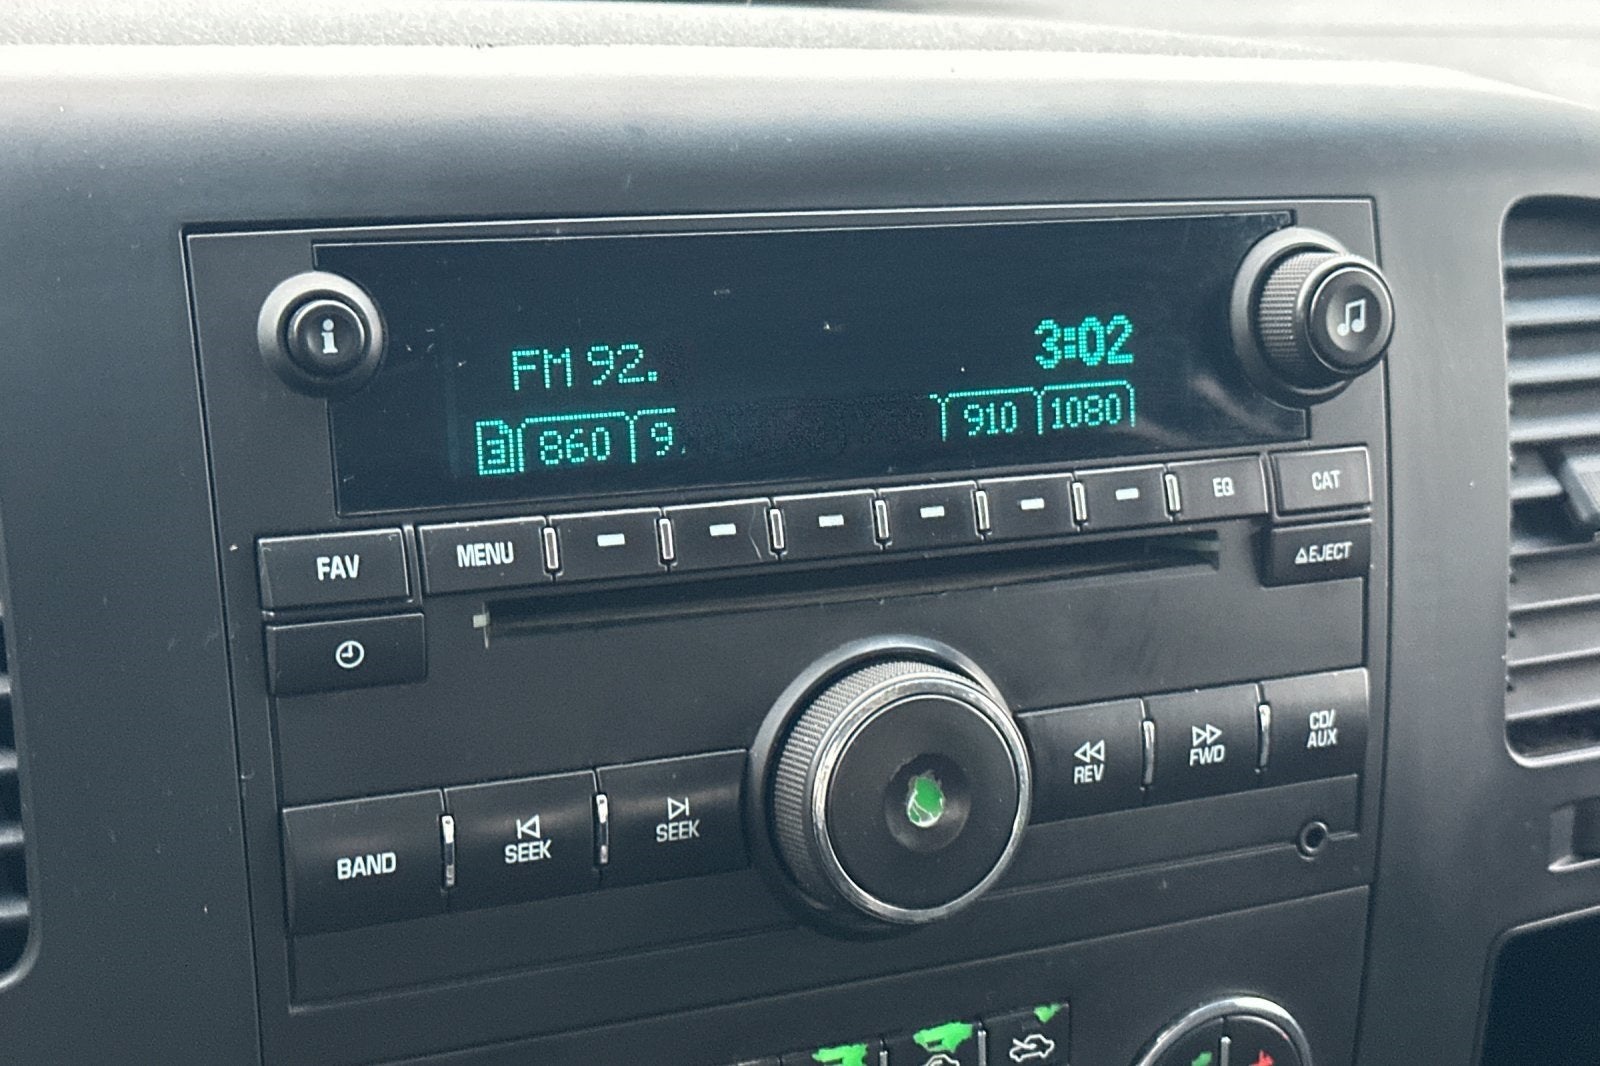 FM 92.
3:02
3 860 9.
910 1080
FAV
MENU
EQ
CAT
EJECT
BAND
SEEK
SEEK
REV
FWD
CD/
AUX